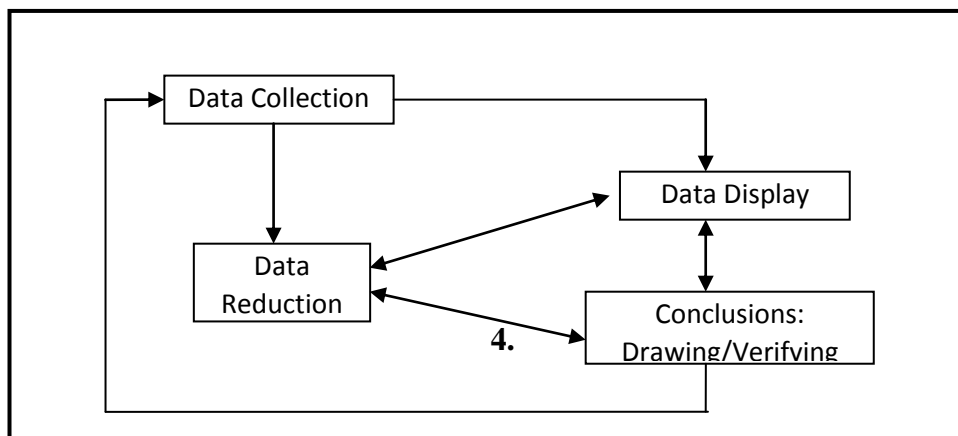 Data Collection
Data Display
Data
Reduction
Conclusions:
Drawing/Verifying
4.